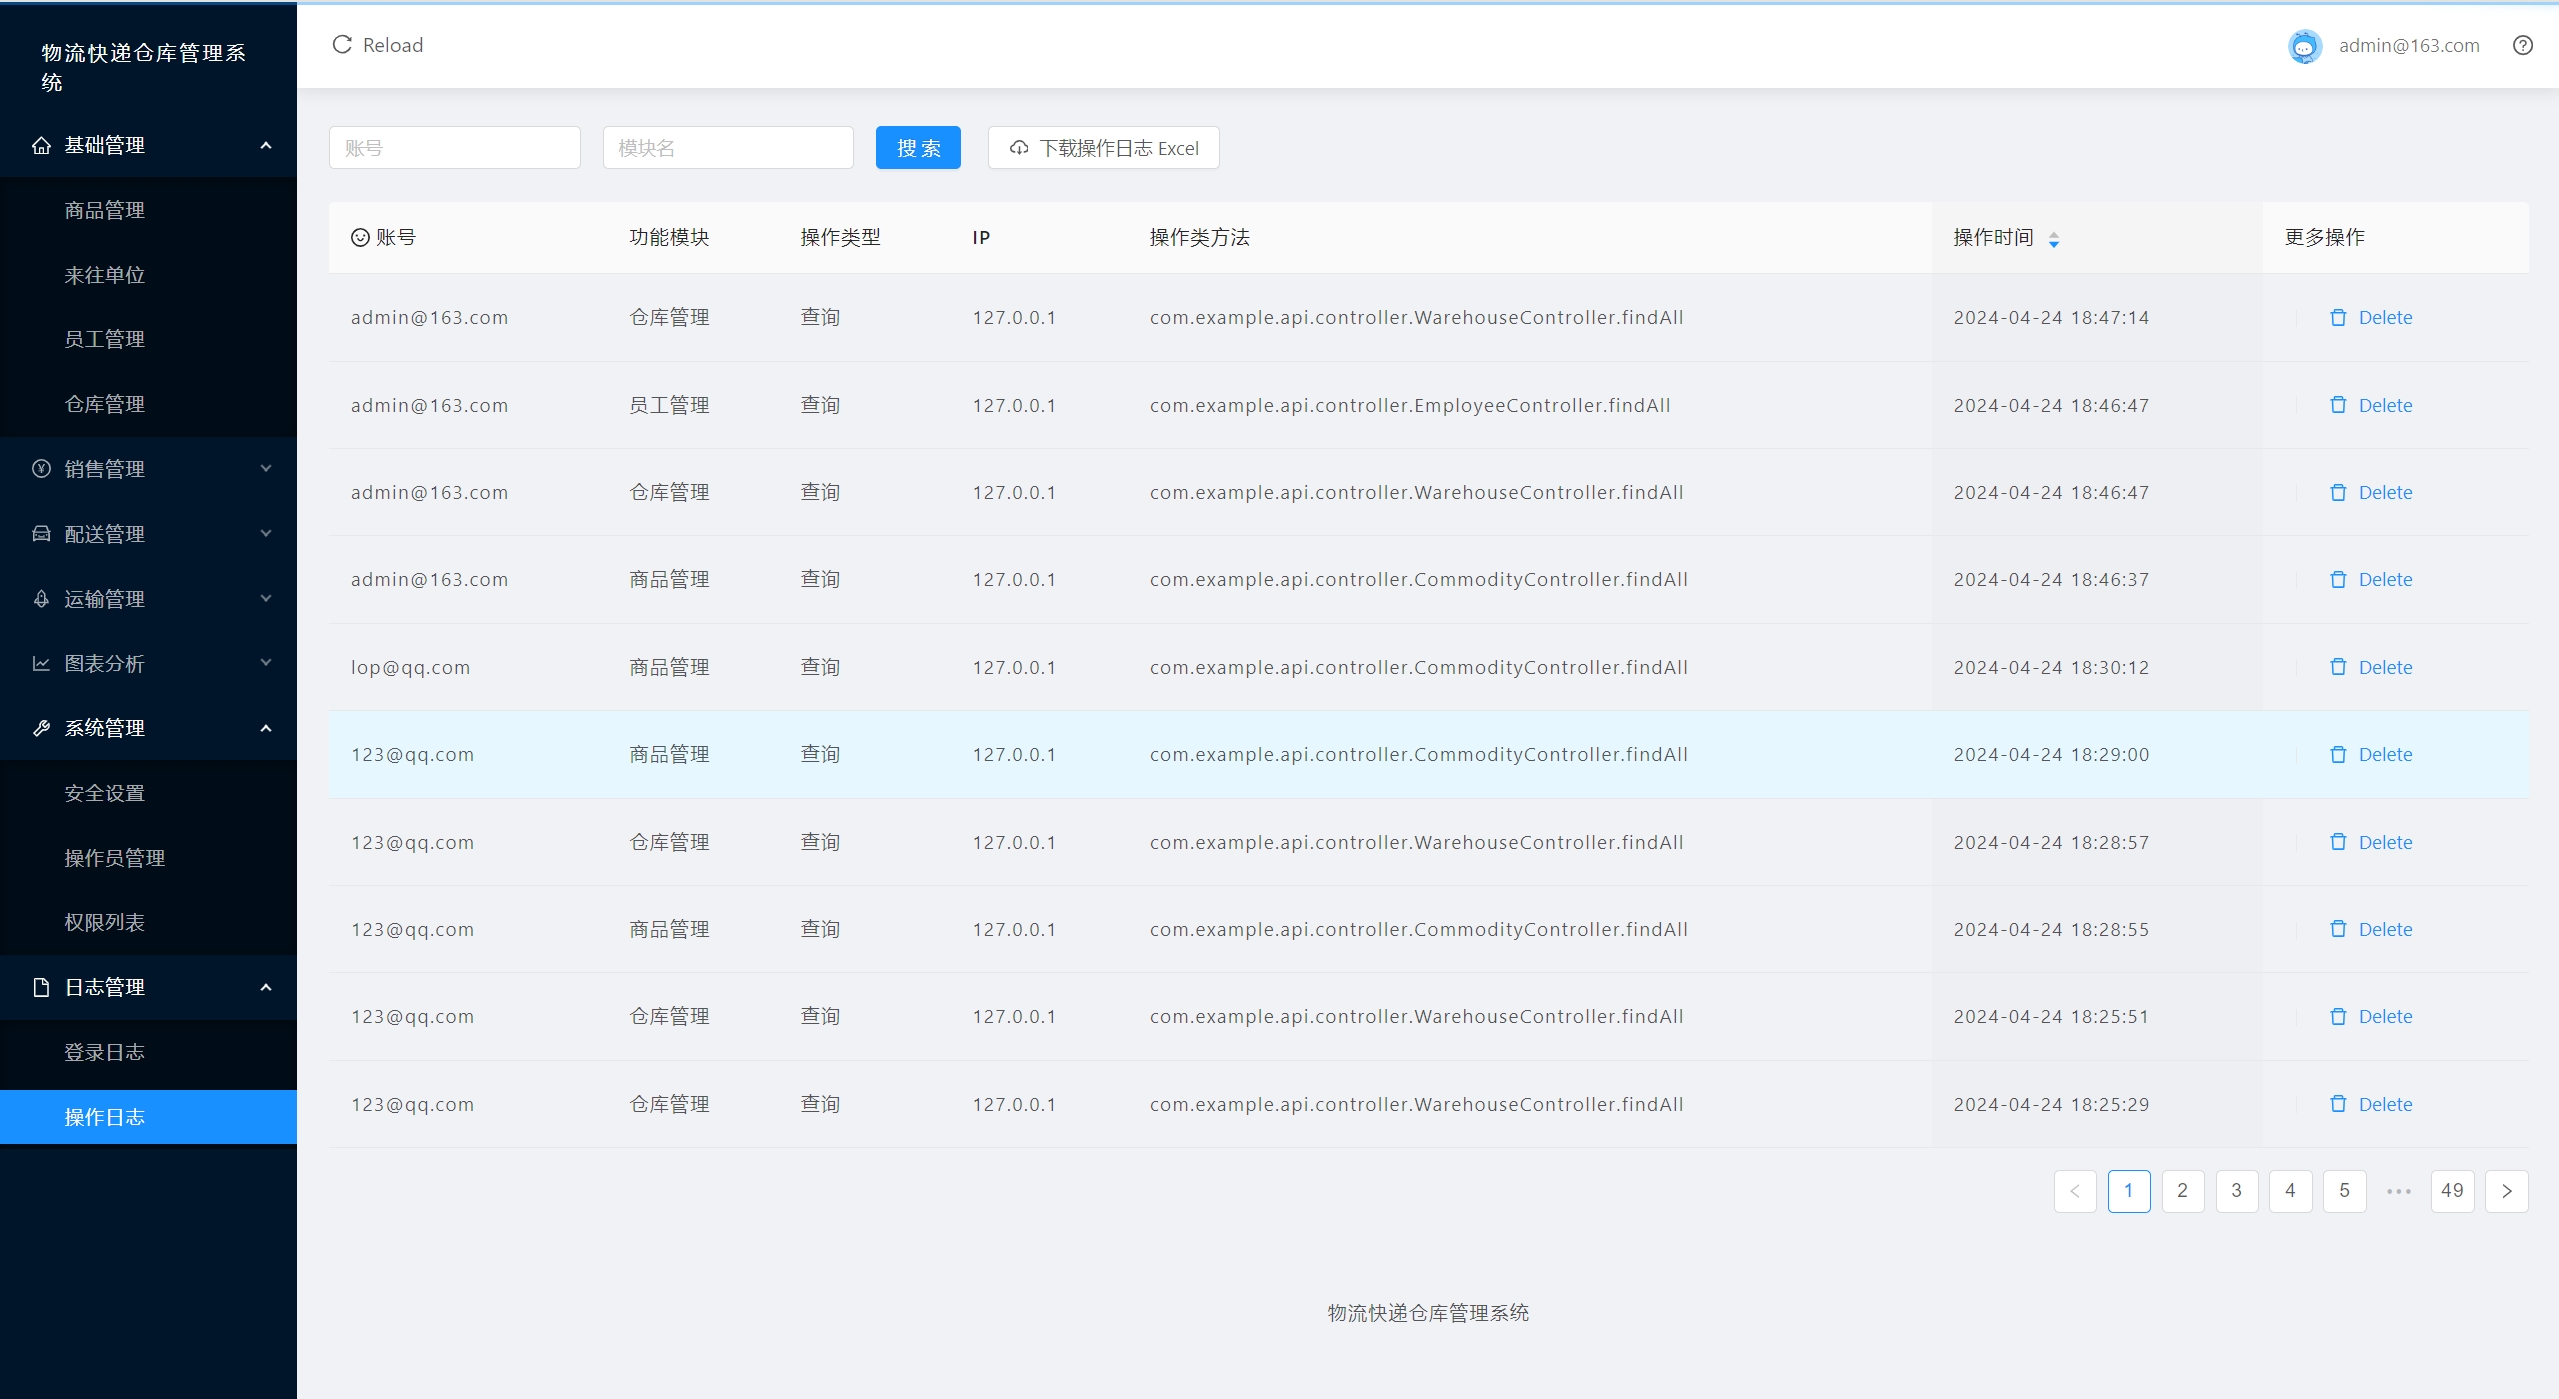 物流快递仓库管理系
统
基础管理
商品管理
来往单位
员工管理
仓库管理
销售管理
配送管理
运输管理
图表分析
系统管理
安全设置
操作员管理
权限列表
日志管理
登录日志
操作日志
Reload
admin@163.com
账号 模块名 搜 索 下载操作日志 Excel
账号 功能模块 操作类型 IP 操作类方法 操作时间 更多操作
admin@163.com 仓库管理 查询 127.0.0.1 com.example.api.controller.WarehouseController.findAll 2024-04-24 18:47:14 Delete
admin@163.com 员工管理 查询 127.0.0.1 com.example.api.controller.EmployeeController.findAll 2024-04-24 18:46:47 Delete
admin@163.com 仓库管理 查询 127.0.0.1 com.example.api.controller.WarehouseController.findAll 2024-04-24 18:46:47 Delete
admin@163.com 商品管理 查询 127.0.0.1 com.example.api.controller.CommodityController.findAll 2024-04-24 18:46:37 Delete
lop@qq.com 商品管理 查询 127.0.0.1 com.example.api.controller.CommodityController.findAll 2024-04-24 18:30:12 Delete
123@qq.com 商品管理 查询 127.0.0.1 com.example.api.controller.CommodityController.findAll 2024-04-24 18:29:00 Delete
123@qq.com 仓库管理 查询 127.0.0.1 com.example.api.controller.WarehouseController.findAll 2024-04-24 18:28:57 Delete
123@qq.com 商品管理 查询 127.0.0.1 com.example.api.controller.CommodityController.findAll 2024-04-24 18:28:55 Delete
123@qq.com 仓库管理 查询 127.0.0.1 com.example.api.controller.WarehouseController.findAll 2024-04-24 18:25:51 Delete
123@qq.com 仓库管理 查询 127.0.0.1 com.example.api.controller.WarehouseController.findAll 2024-04-24 18:25:29 Delete
< 1 2 3 4 5 ••• 49 >
物流快递仓库管理系统